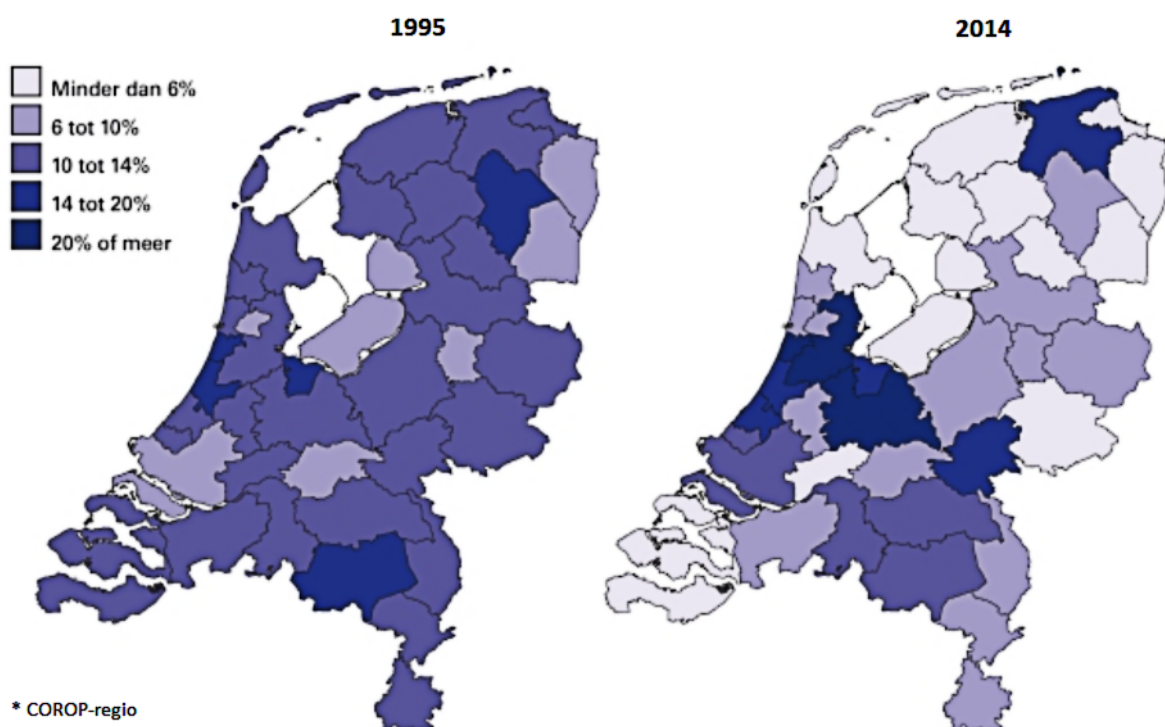 1995
2014
Minder dan 6%
6 tot 10%
10 tot 14%
14 tot 20%
20% of meer
* COROP-regio